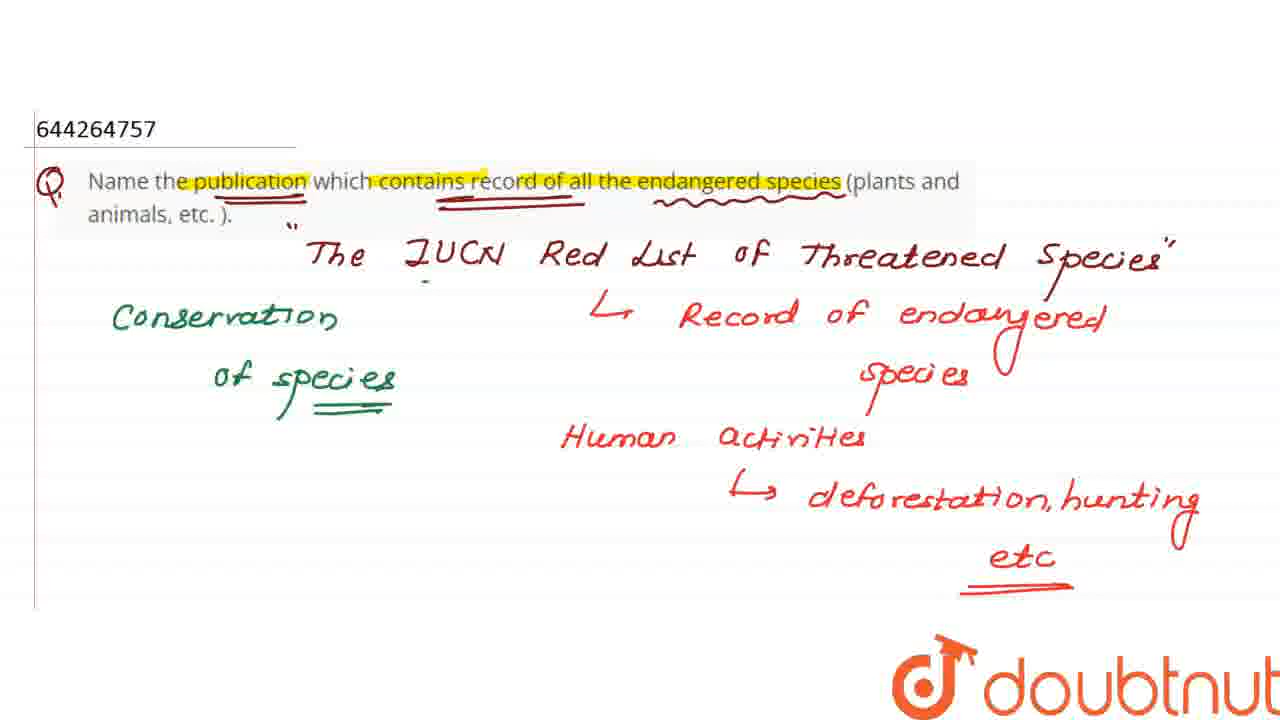 644264757
Q. Name the publication which contains record of all the endangered species (plants and
animals, etc. ).
"The IUCN Red List of Threatened Species"
Conservation
of species
↳ Record of endangered
species
Human activities
↳ deforestation, hunting
etc
doubtnut